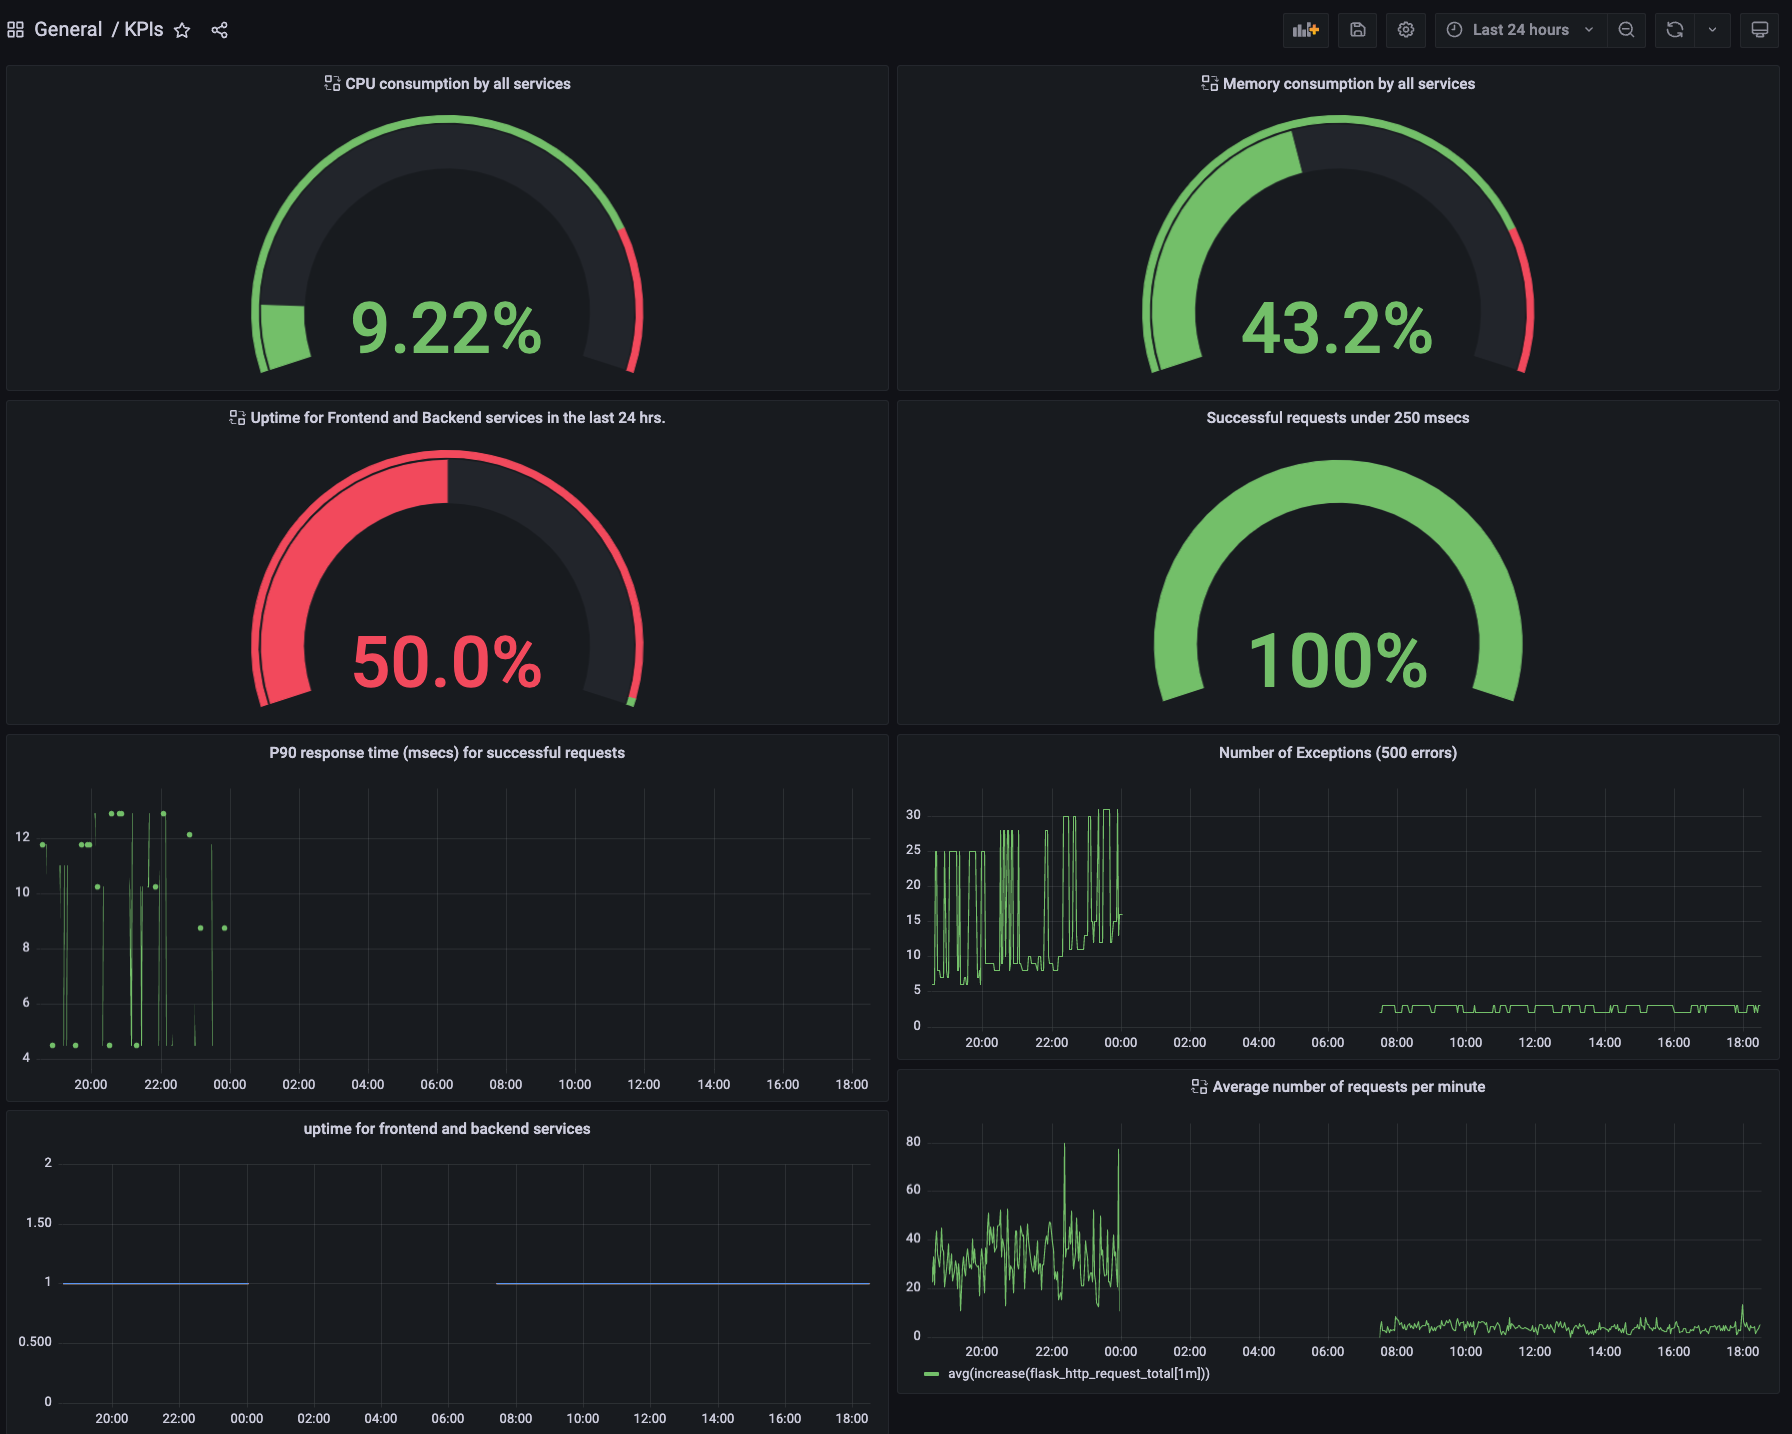 General / KPIs
Last 24 hours
CPU consumption by all services
9.22%
Memory consumption by all services
43.2%
Uptime for Frontend and Backend services in the last 24 hrs.
50.0%
Successful requests under 250 msecs
100%
P90 response time (msecs) for successful requests
12
10
8
6
4
20:00 22:00 00:00 02:00 04:00 06:00 08:00 10:00 12:00 14:00 16:00 18:00
Number of Exceptions (500 errors)
30
25
20
15
10
5
0
20:00 22:00 00:00 02:00 04:00 06:00 08:00 10:00 12:00 14:00 16:00 18:00
uptime for frontend and backend services
2
1.50
1
0.500
0
20:00 22:00 00:00 02:00 04:00 06:00 08:00 10:00 12:00 14:00 16:00 18:00
Average number of requests per minute
80
60
40
20
0
20:00 22:00 00:00 02:00 04:00 06:00 08:00 10:00 12:00 14:00 16:00 18:00
avg(increase(flask_http_request_total[1m]))